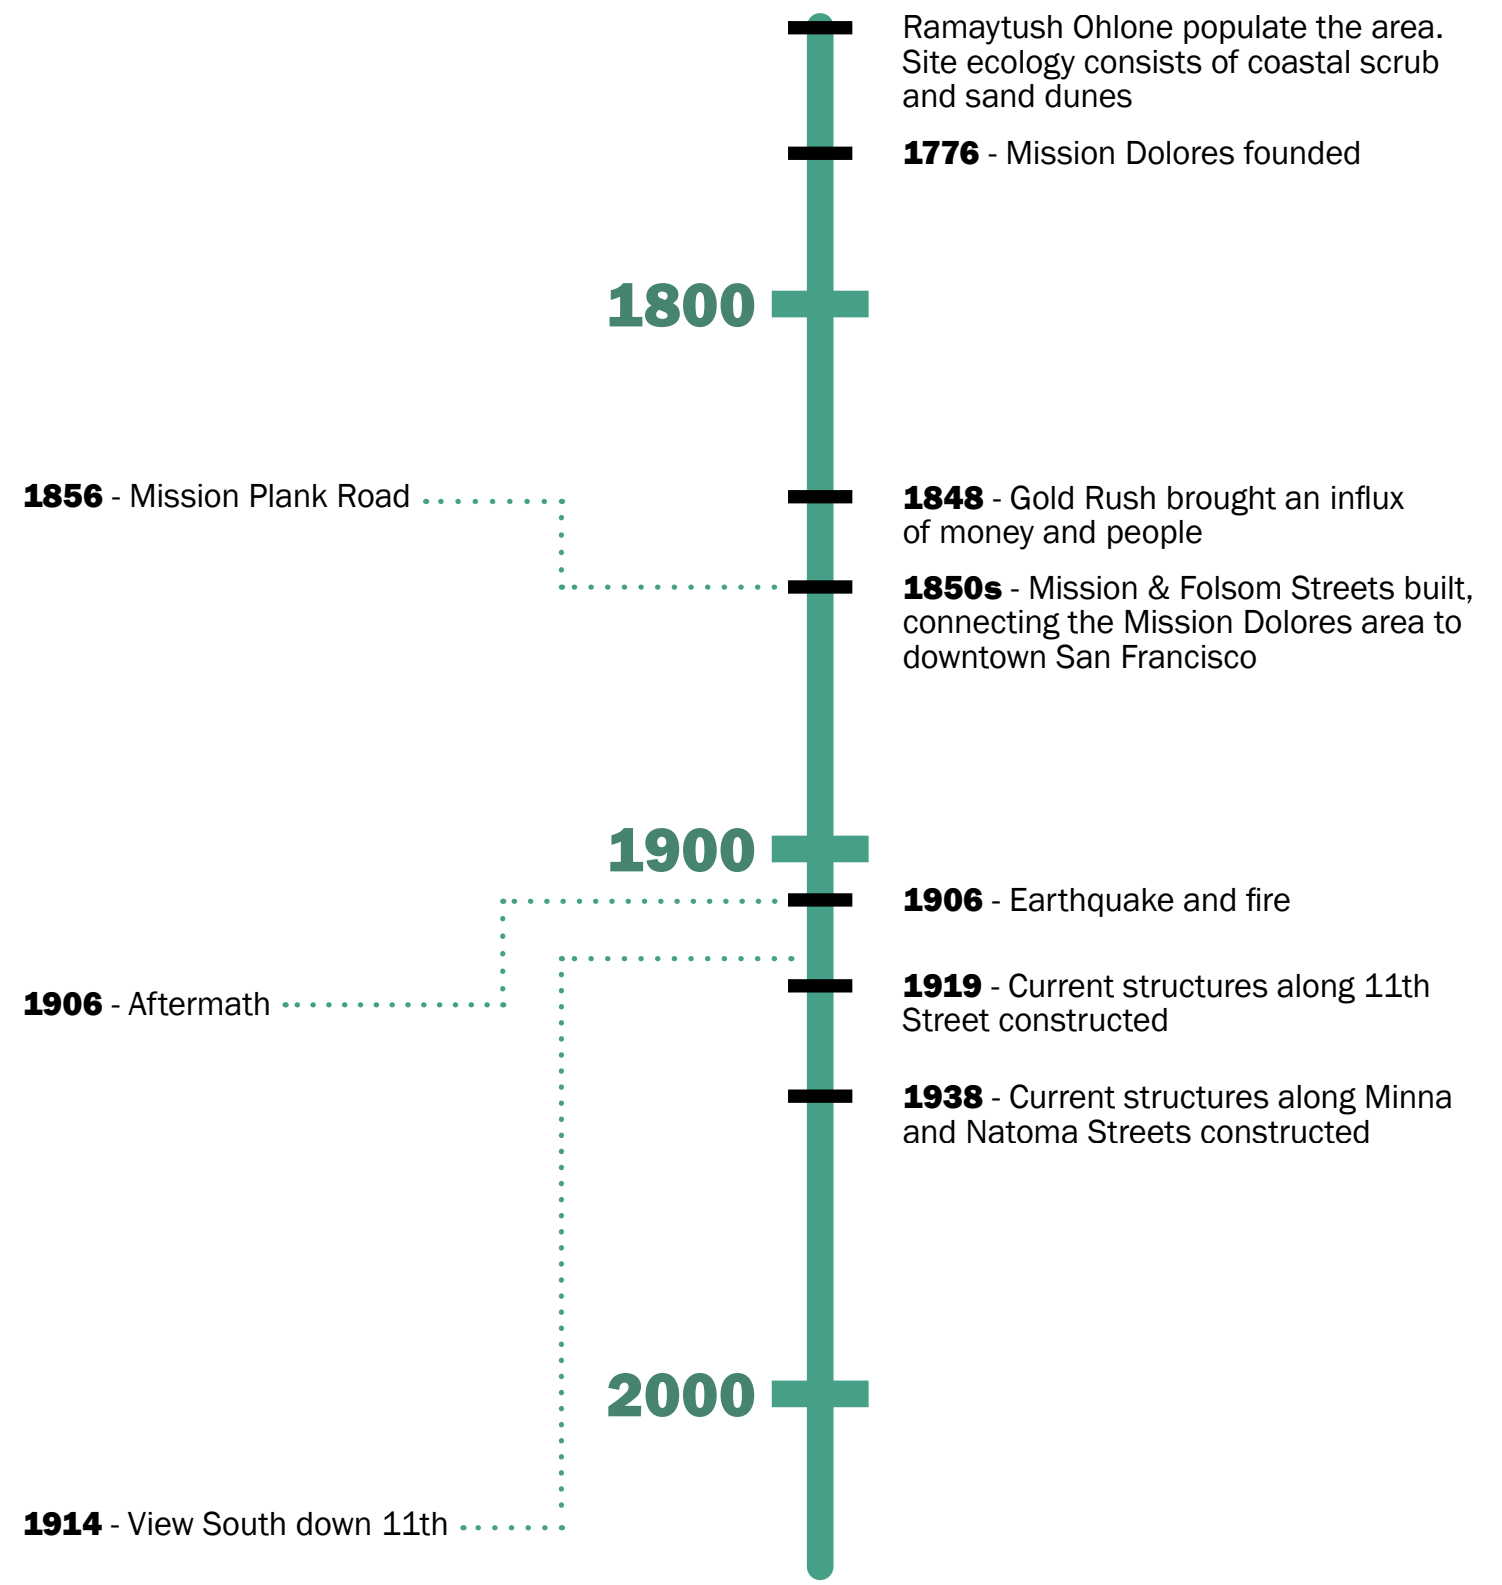 Ramaytush Ohlone populate the area.
Site ecology consists of coastal scrub
and sand dunes
1776 - Mission Dolores founded
1800
1856 - Mission Plank Road
1848 - Gold Rush brought an influx
of money and people
1850s - Mission & Folsom Streets built,
connecting the Mission Dolores area to
downtown San Francisco
1900
1906 - Earthquake and fire
1906 - Aftermath
1919 - Current structures along 11th
Street constructed
1938 - Current structures along Minna
and Natoma Streets constructed
2000
1914 - View South down 11th